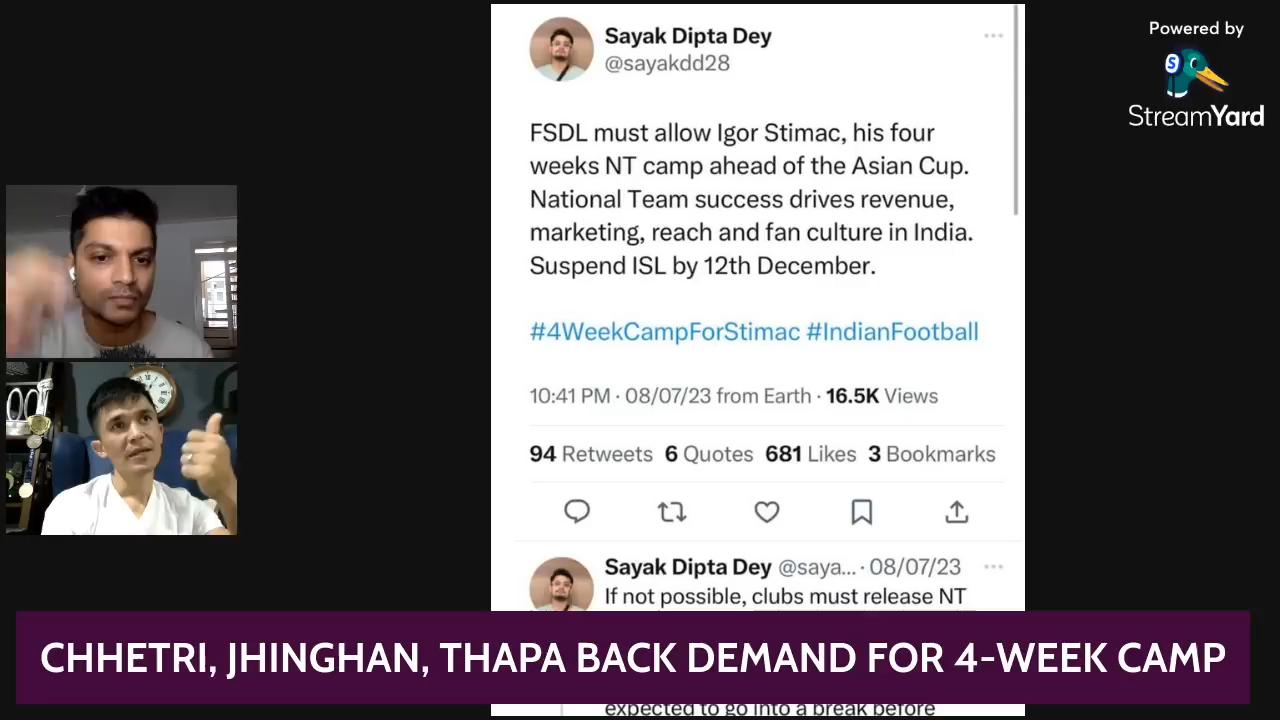 Powered by
StreamYard
Sayak Dipta Dey
@sayakdd28
FSDL must allow Igor Stimac, his four
weeks NT camp ahead of the Asian Cup.
National Team success drives revenue,
marketing, reach and fan culture in India.
Suspend ISL by 12th December.
#4WeekCampForStimac #IndianFootball
10:41 PM · 08/07/23 from Earth · 16.5K Views
94 Retweets 6 Quotes 681 Likes 3 Bookmarks
Sayak Dipta Dey @saya... · 08/07/23
If not possible, clubs must release NT
CHHETRI, JHINGHAN, THAPA BACK DEMAND FOR 4-WEEK CAMP
expected to go into a break before